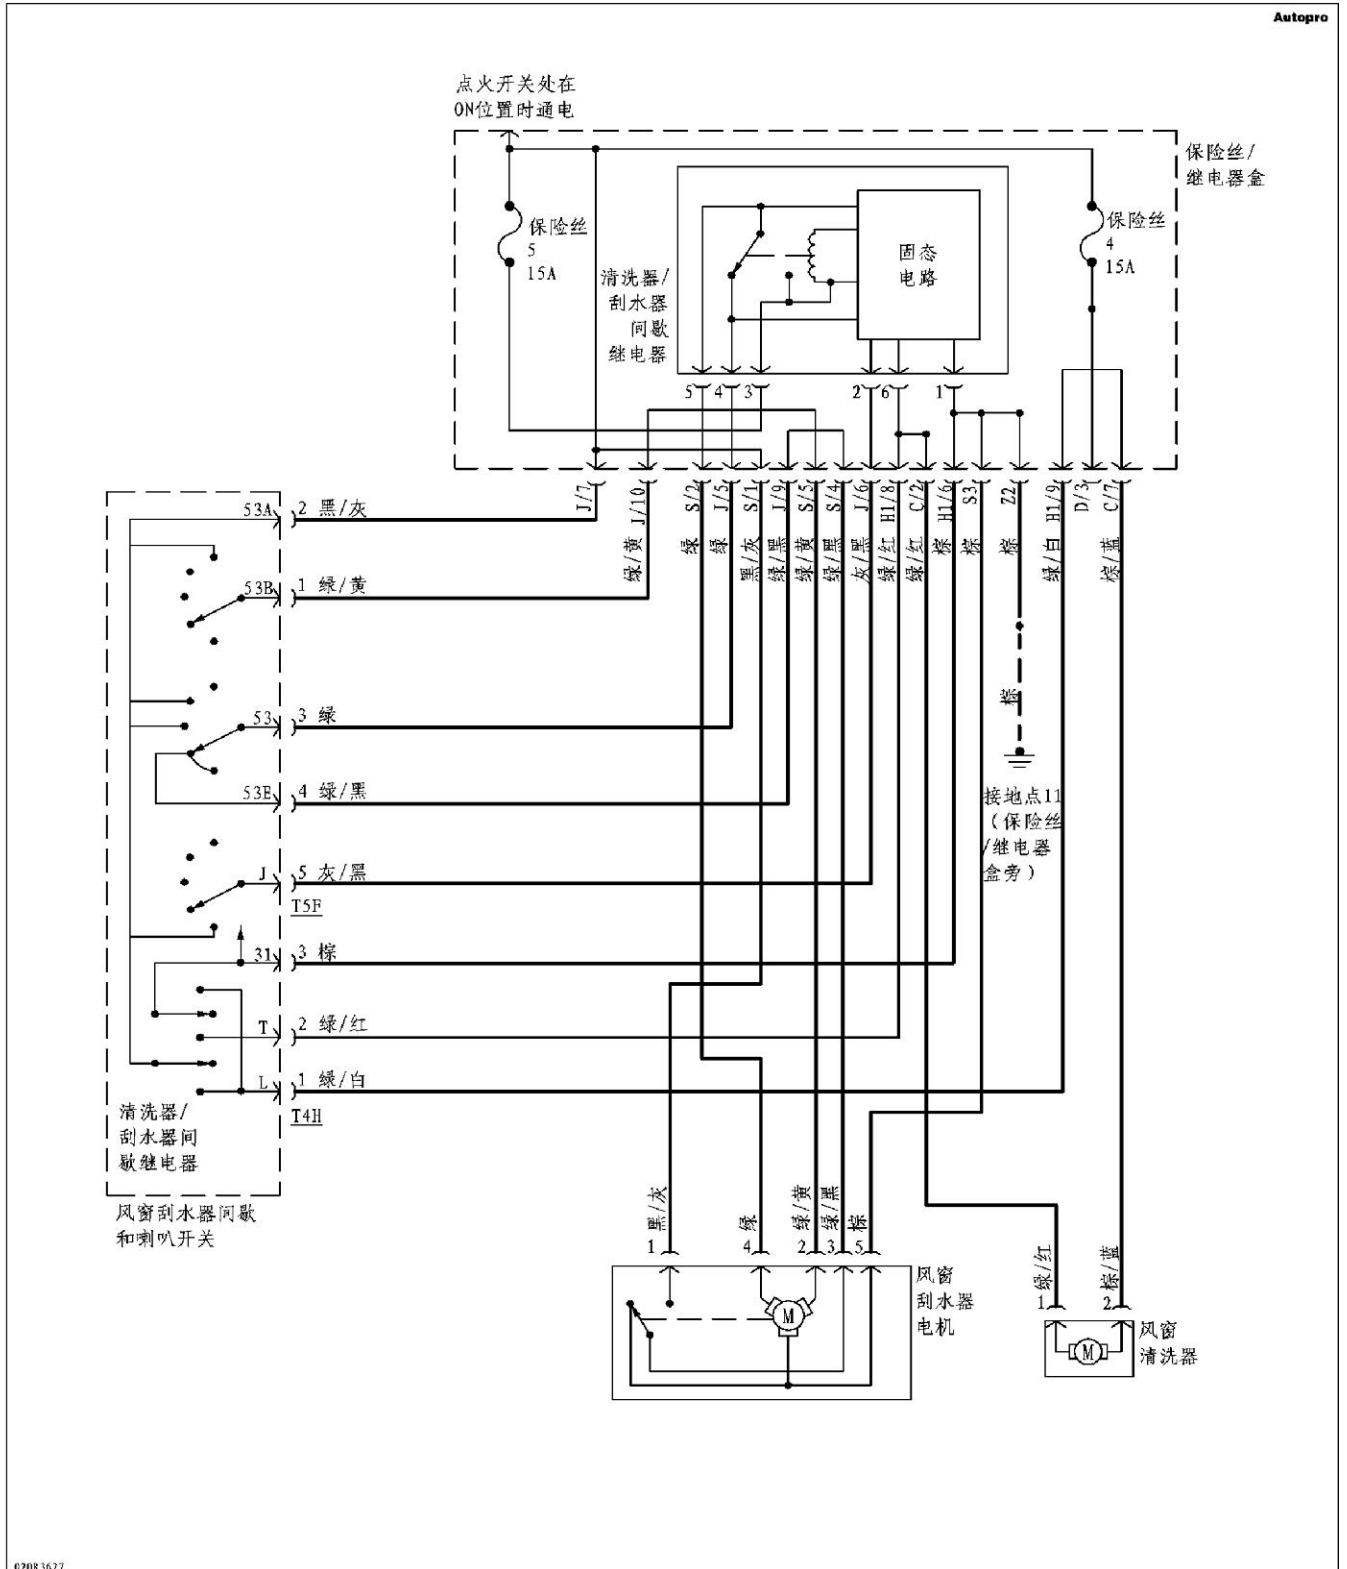 Autopro
点火开关处在
ON位置时通电
保险丝/
继电器盒
保险丝
5
15A
清洗器/
刮水器
间歇
继电器
固态
电路
保险丝
4
15A
5 4 3 2 6 1
J/7 J/10 S/2 J/5 S/1 J/9 S/5 S/4 J/6 H1/8 C/2 H1/6 S3 Z2 H1/9 D/3 C/7
绿/黄 绿 绿 黑/灰 绿/黑 绿/黄 绿/黑 灰/黑 绿/红 绿/红 棕 棕 棕 绿/白 棕/蓝
53A 2 黑/灰
53B 1 绿/黄
53 3 绿
棕
53E 4 绿/黑
接地点11
（保险丝
/继电器
盒旁）
J 5 灰/黑
T5F
31 3 棕
T 2 绿/红
L 1 绿/白
T4H
清洗器/
刮水器间
歇继电器
风窗刮水器间歇
和喇叭开关
黑/灰 绿 绿/黄 绿/黑 棕
1 4 2 3 5
M
风窗
刮水器
电机
绿/红 棕/蓝
1 2
M
风窗
清洗器
02083627